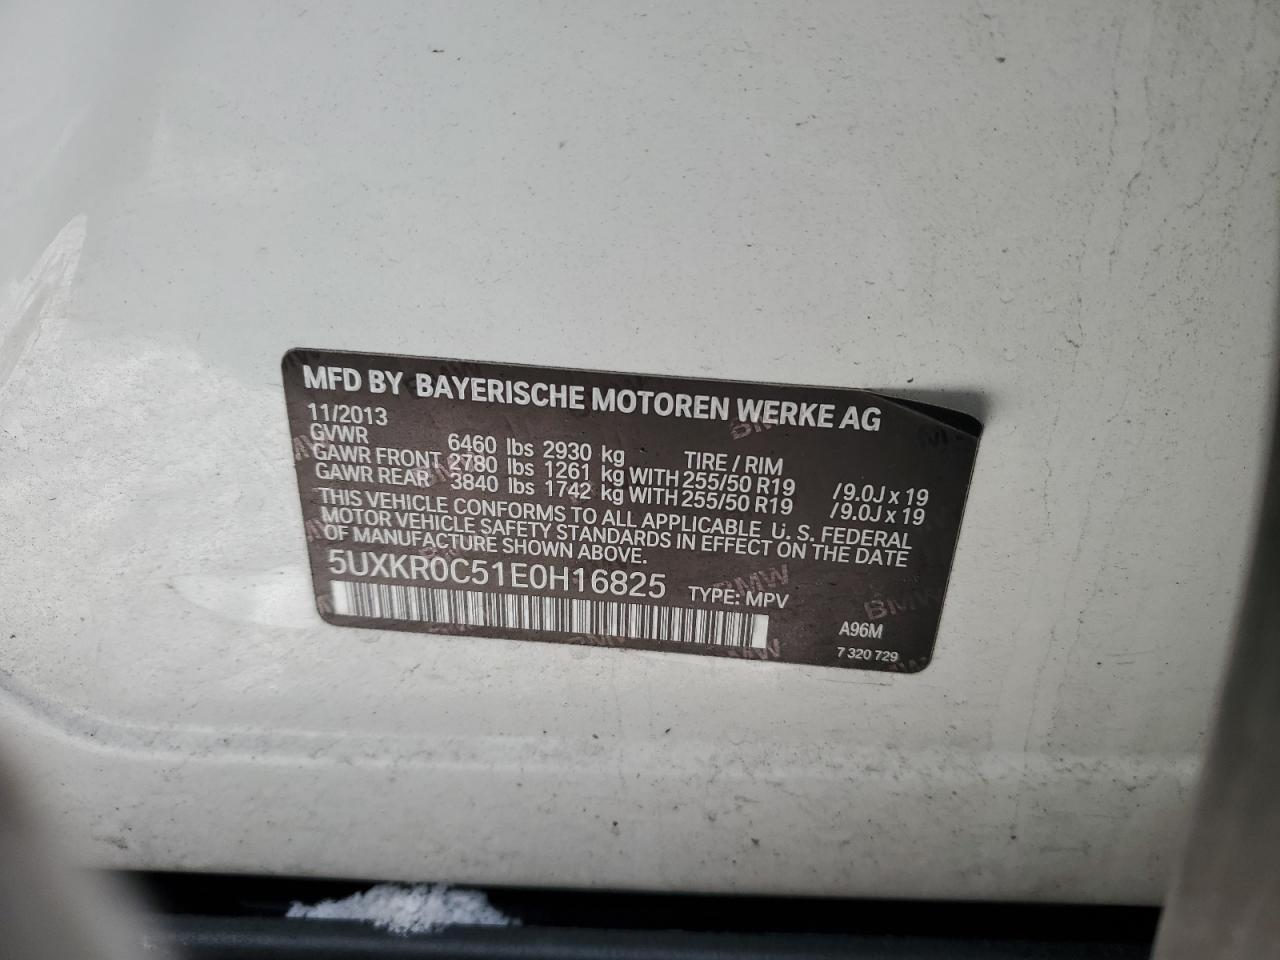 MFD BY BAYERISCHE MOTOREN WERKE AG
11/2013
GVWR 6460 lbs 2930 kg TIRE / RIM
GAWR FRONT 2780 lbs 1261 kg WITH 255/50 R19 /9.0J x 19
GAWR REAR 3840 lbs 1742 kg WITH 255/50 R19 /9.0J x 19
THIS VEHICLE CONFORMS TO ALL APPLICABLE U. S. FEDERAL
MOTOR VEHICLE SAFETY STANDARDS IN EFFECT ON THE DATE
OF MANUFACTURE SHOWN ABOVE.
5UXKR0C51E0H16825 TYPE: MPV
A96M
7 320 729